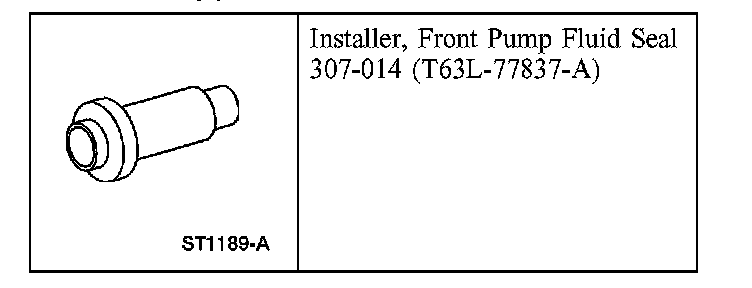 Installer, Front Pump Fluid Seal
307-014 (T63L-77837-A)
ST1189-A